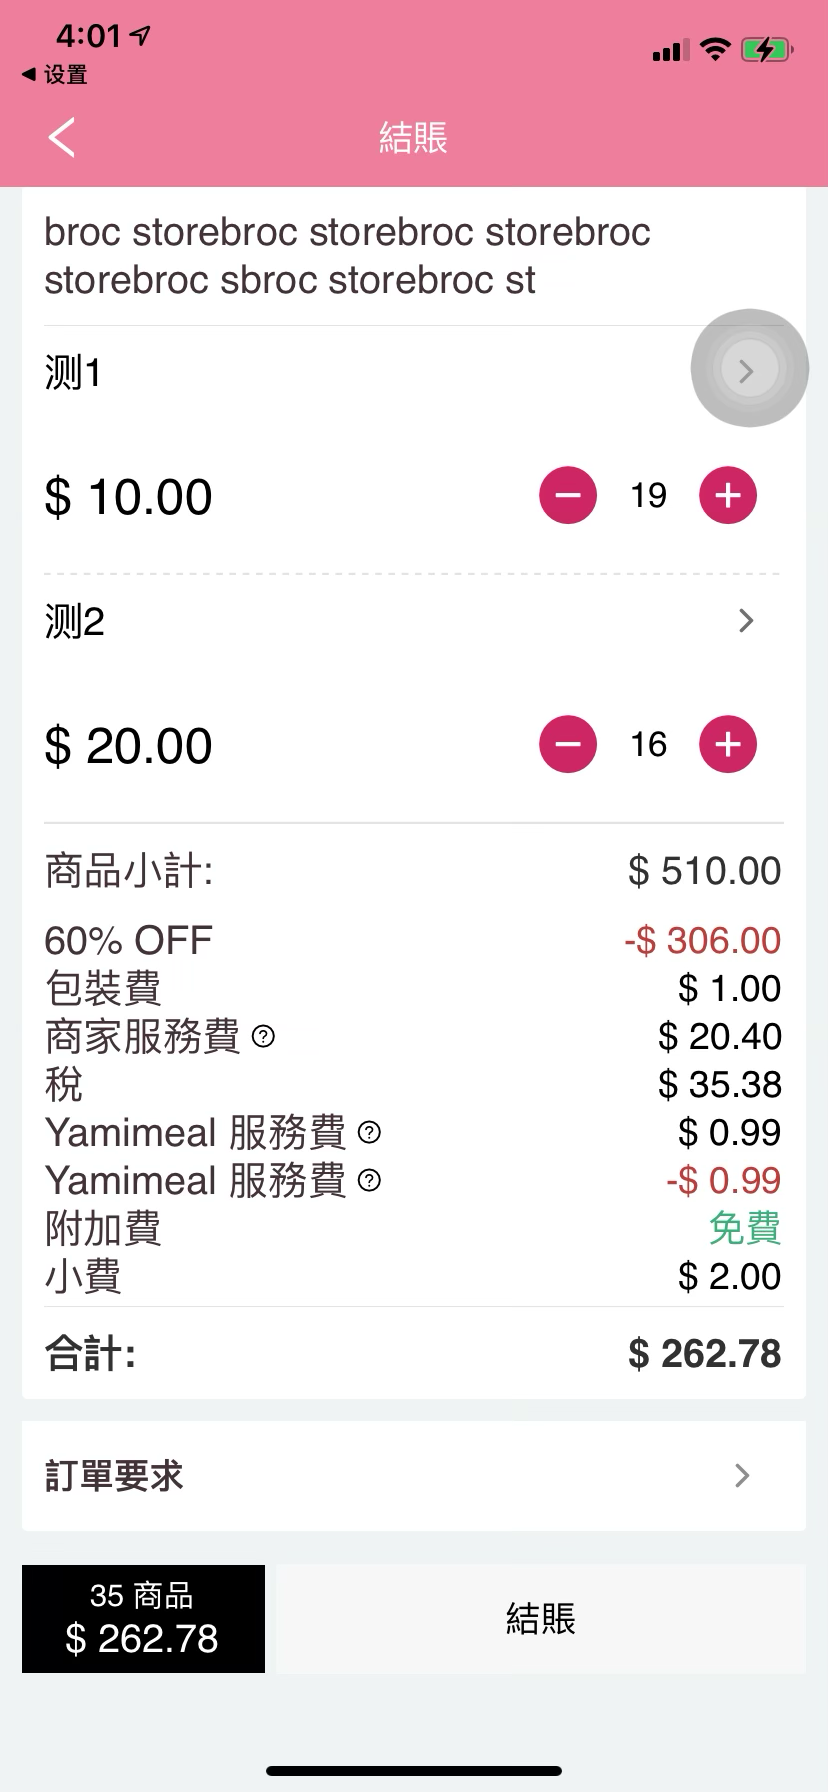 4:01
◀ 设置
結賬
broc storebroc storebroc storebroc
storebroc sbroc storebroc st
测1
$ 10.00
19
测2
$ 20.00
16
商品小計: $ 510.00
60% OFF -$ 306.00
包裝費 $ 1.00
商家服務費 ? $ 20.40
稅 $ 35.38
Yamimeal 服務費 ? $ 0.99
Yamimeal 服務費 ? -$ 0.99
附加費 免費
小費 $ 2.00
合計: $ 262.78
訂單要求
35 商品
$ 262.78
結賬